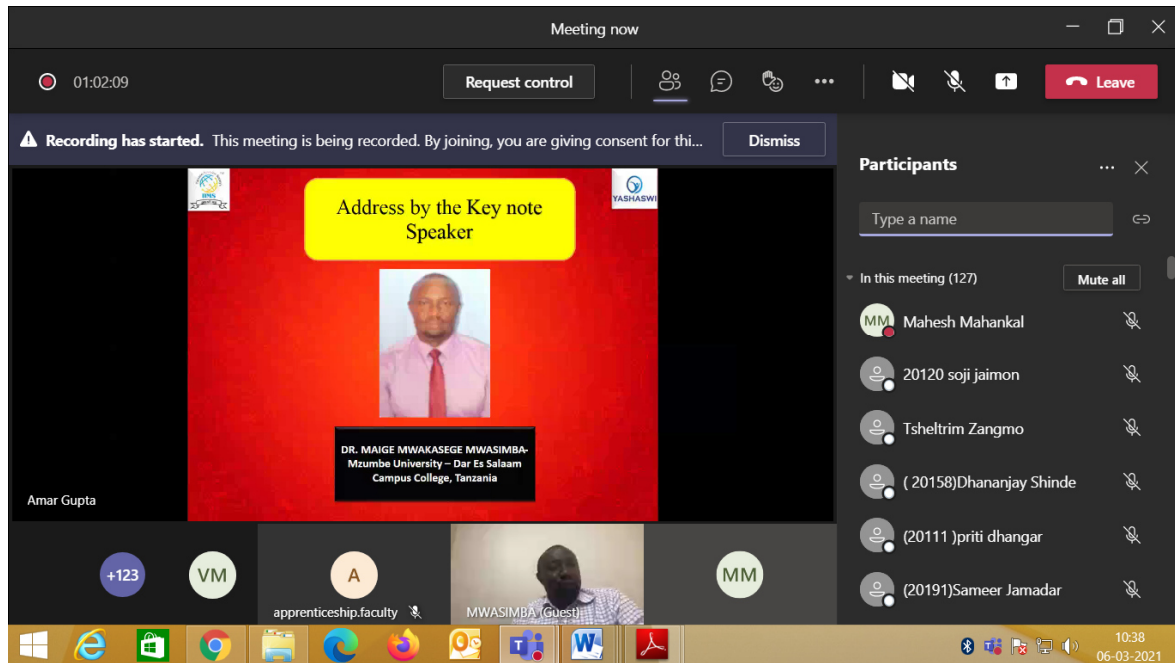 Meeting now
01:02:09
Request control
Leave
Recording has started. This meeting is being recorded. By joining, you are giving consent for thi...
Dismiss
IIMS
YASHASWI
Address by the Key note
Speaker
DR. MAIGE MWAKASEGE MWASIMBA-
Mzumbe University – Dar Es Salaam
Campus College, Tanzania
Amar Gupta
+123
VM
A
apprenticeship.faculty
MWASIMBA (Guest)
MM
Participants
Type a name
In this meeting (127)
Mute all
MM Mahesh Mahankal
20120 soji jaimon
Tsheltrim Zangmo
( 20158)Dhananjay Shinde
(20111 )priti dhangar
(20191)Sameer Jamadar
10:38
06-03-2021